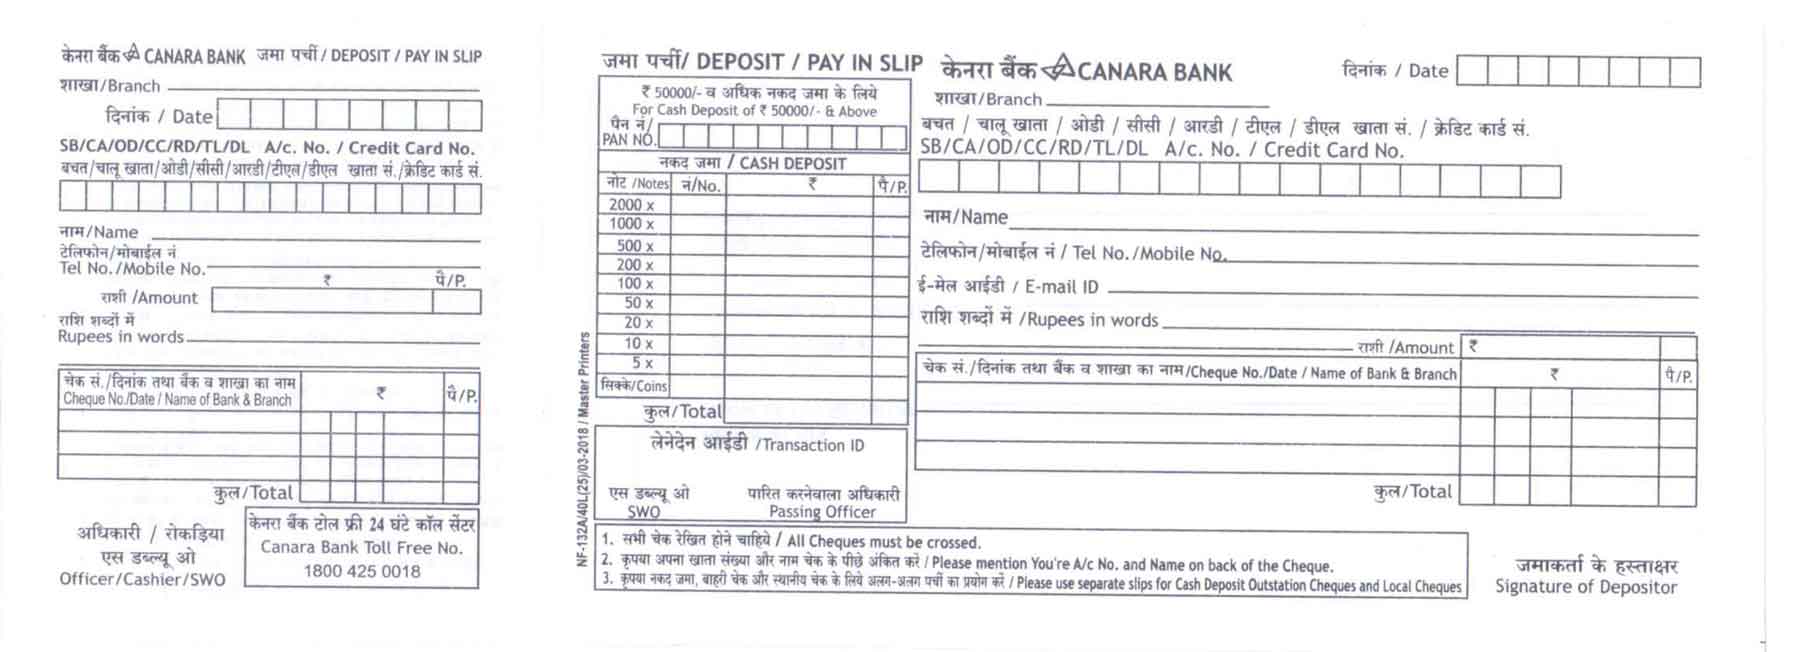 केनरा बैंक CANARA BANK जमा पर्ची / DEPOSIT / PAY IN SLIP
शाखा/Branch
दिनांक / Date
SB/CA/OD/CC/RD/TL/DL A/c. No. / Credit Card No.
बचत/चालू खाता/ओडी/सीसी/आरडी/टीएल/डीएल खाता सं./क्रेडिट कार्ड सं.
नाम/Name
टेलिफोन/मोबाईल नं
Tel No./Mobile No.
₹ पै/P.
राशी /Amount
राशि शब्दों में
Rupees in words
चेक सं./दिनांक तथा बैंक व शाखा का नाम ₹ पै/P.
Cheque No./Date / Name of Bank & Branch
कुल/Total
अधिकारी / रोकड़िया
एस डब्ल्यू ओ
Officer/Cashier/SWO
केनरा बैंक टोल फ्री 24 घंटे कॉल सेंटर
Canara Bank Toll Free No.
1800 425 0018
NF-132A/40L(25)/03-2018 / Master Printers
जमा पर्ची/ DEPOSIT / PAY IN SLIP केनरा बैंक CANARA BANK
दिनांक / Date
₹ 50000/- व अधिक नकद जमा के लिये
For Cash Deposit of ₹ 50000/- & Above
पैन नं/
PAN NO.
नकद जमा / CASH DEPOSIT
नोट /Notes नं/No. ₹ पै/P.
2000 x
1000 x
500 x
200 x
100 x
50 x
20 x
10 x
5 x
सिक्के/Coins
कुल/Total
लेनेदेन आईडी /Transaction ID
एस डब्ल्यू ओ पारित करनेवाला अधिकारी
SWO Passing Officer
शाखा/Branch
बचत / चालू खाता / ओडी / सीसी / आरडी / टीएल / डीएल खाता सं. / क्रेडिट कार्ड सं.
SB/CA/OD/CC/RD/TL/DL A/c. No. / Credit Card No.
नाम/Name
टेलिफोन/मोबाईल नं / Tel No./Mobile No.
ई-मेल आईडी / E-mail ID
राशि शब्दों में /Rupees in words
राशी /Amount ₹
चेक सं./दिनांक तथा बैंक व शाखा का नाम/Cheque No./Date / Name of Bank & Branch ₹ पै/P.
कुल/Total
1. सभी चेक रेखित होने चाहिये / All Cheques must be crossed.
2. कृपया अपना खाता संख्या और नाम चेक के पीछे अंकित करें / Please mention You're A/c No. and Name on back of the Cheque.
3. कृपया नकद जमा, बाहरी चेक और स्थानीय चेक के लिये अलग-अलग पर्ची का प्रयोग करें / Please use separate slips for Cash Deposit Outstation Cheques and Local Cheques
जमाकर्ता के हस्ताक्षर
Signature of Depositor